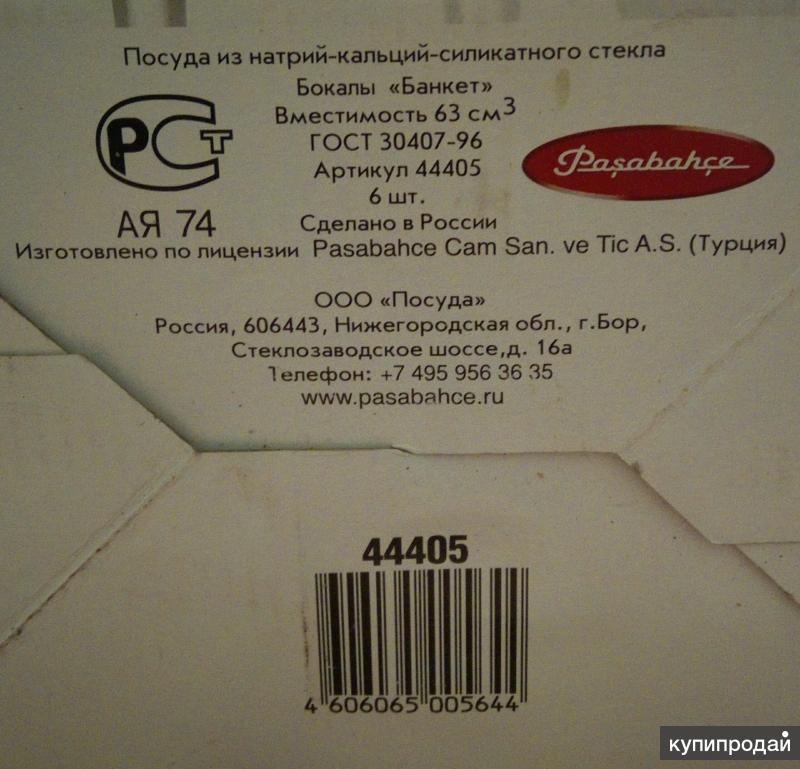 Посуда из натрий-кальций-силикатного стекла
Бокалы «Банкет»
Вместимость 63 см³
ГОСТ 30407-96
Артикул 44405
6 шт.
Сделано в России
РСТ
АЯ 74
Paşabahçe
Изготовлено по лицензии Pasabahce Cam San. ve Tic A.S. (Турция)
ООО «Посуда»
Россия, 606443, Нижегородская обл., г.Бор,
Стеклозаводское шоссе,д. 16а
Телефон: +7 495 956 36 35
www.pasabahce.ru
44405
4 606065 005644
купипродай